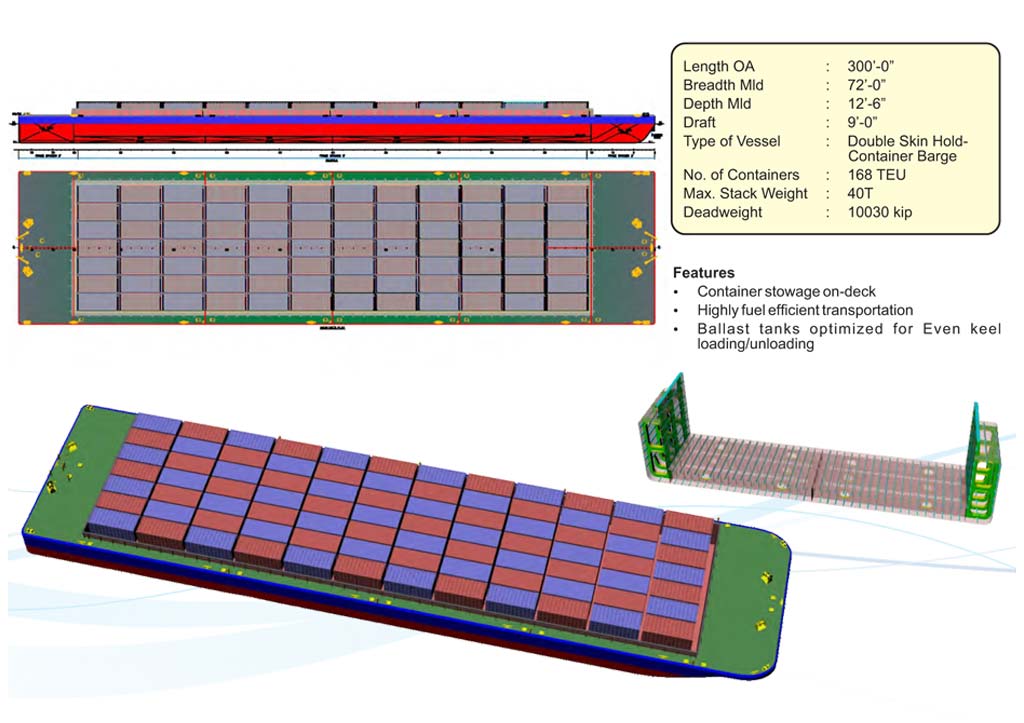 Length OA : 300’-0”
Breadth Mld : 72’-0”
Depth Mld : 12’-6”
Draft : 9’-0”
Type of Vessel : Double Skin Hold-
Container Barge
No. of Containers : 168 TEU
Max. Stack Weight : 40T
Deadweight : 10030 kip
Features
• Container stowage on-deck
• Highly fuel efficient transportation
• Ballast tanks optimized for Even keel
loading/unloading